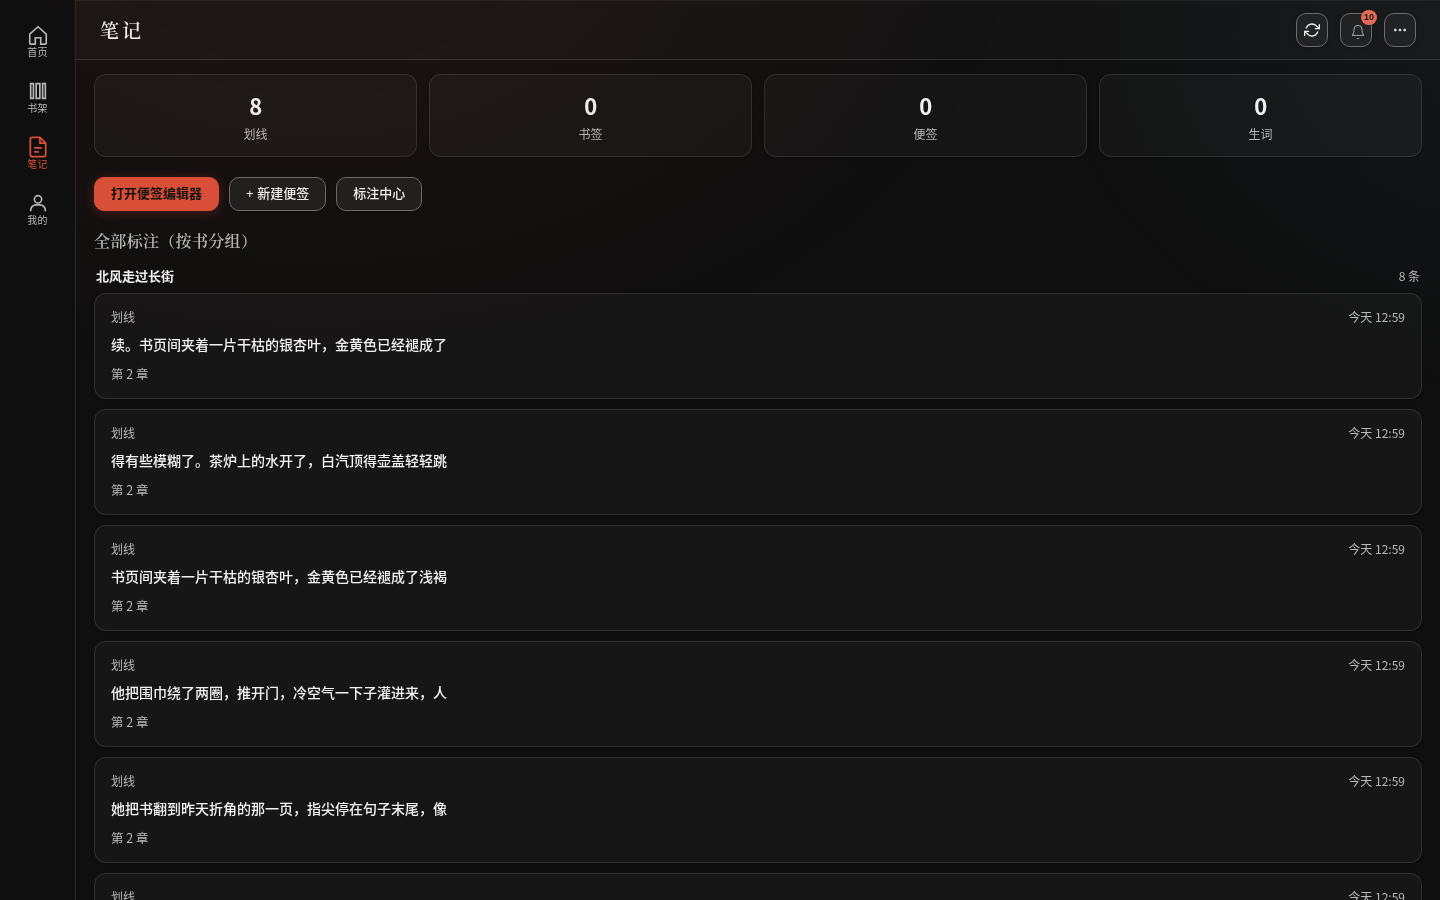 首页
书架
笔记
我的
笔记
10
8
划线
0
书签
0
便签
0
生词
打开便签编辑器
+ 新建便签
标注中心
全部标注（按书分组）
北风走过长街
8 条
划线
今天 12:59
续。书页间夹着一片干枯的银杏叶，金黄色已经褪成了
第 2 章
划线
今天 12:59
得有些模糊了。茶炉上的水开了，白汽顶得壶盖轻轻跳
第 2 章
划线
今天 12:59
书页间夹着一片干枯的银杏叶，金黄色已经褪成了浅褐
第 2 章
划线
今天 12:59
他把围巾绕了两圈，推开门，冷空气一下子灌进来，人
第 2 章
划线
今天 12:59
她把书翻到昨天折角的那一页，指尖停在句子末尾，像
第 2 章
划线
今天 12:59